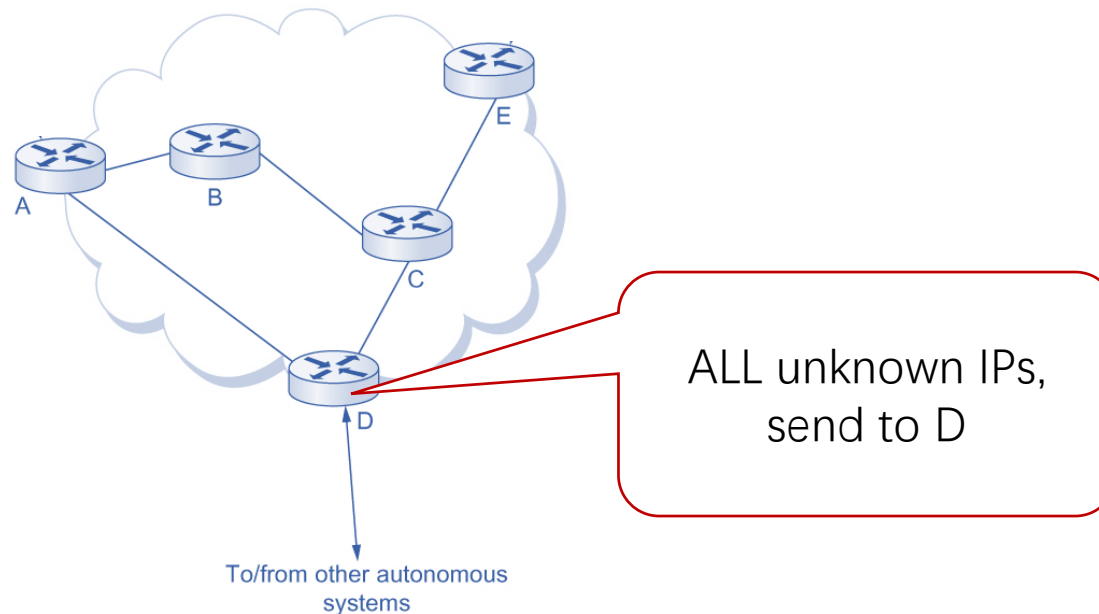 E
B
A
C
D
ALL unknown IPs,
send to D
To/from other autonomous
systems